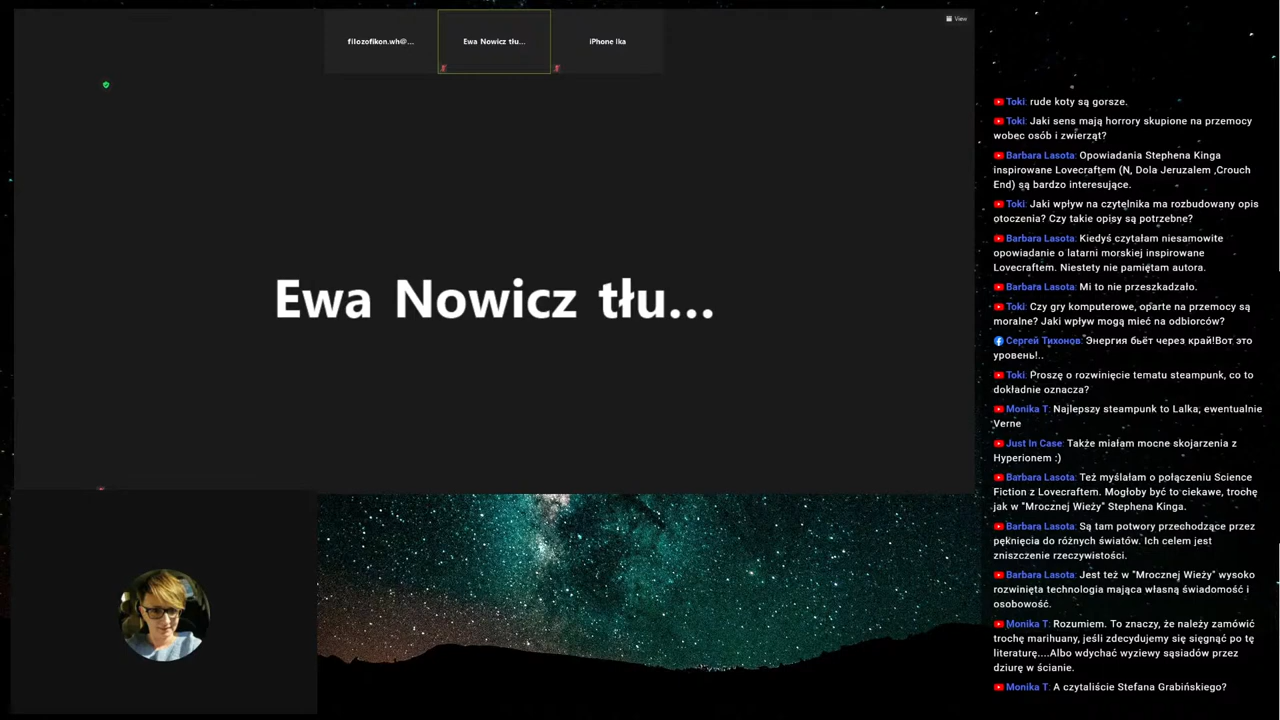 View
filozofikon.wh@...
Ewa Nowicz tłu...
iPhone Ika
Ewa Nowicz tłu...
Toki: rude koty są gorsze.
Toki: Jaki sens mają horrory skupione na przemocy
wobec osób i zwierząt?
Barbara Lasota: Opowiadania Stephena Kinga
inspirowane Lovecraftem (N, Dola Jeruzalem ,Crouch
End) są bardzo interesujące.
Toki: Jaki wpływ na czytelnika ma rozbudowany opis
otoczenia? Czy takie opisy są potrzebne?
Barbara Lasota: Kiedyś czytałam niesamowite
opowiadanie o latarni morskiej inspirowane
Lovecraftem. Niestety nie pamiętam autora.
Barbara Lasota: Mi to nie przeszkadzało.
Toki: Czy gry komputerowe, oparte na przemocy są
moralne? Jaki wpływ mogą mieć na odbiorców?
Сергей Тихонов: Энергия бьёт через край!Вот это
уровень!..
Toki: Proszę o rozwinięcie tematu steampunk, co to
dokładnie oznacza?
Monika T: Najlepszy steampunk to Lalka, ewentualnie
Verne
Just In Case: Także miałam mocne skojarzenia z
Hyperionem :)
Barbara Lasota: Też myślałam o połączeniu Science
Fiction z Lovecraftem. Mogłoby być to ciekawe, trochę
jak w "Mrocznej Wieży" Stephena Kinga.
Barbara Lasota: Są tam potwory przechodzące przez
pęknięcia do różnych światów. Ich celem jest
zniszczenie rzeczywistości.
Barbara Lasota: Jest też w "Mrocznej Wieży" wysoko
rozwinięta technologia mająca własną świadomość i
osobowość.
Monika T: Rozumiem. To znaczy, że należy zamówić
trochę marihuany, jeśli zdecydujemy się sięgnąć po tę
literaturę....Albo wdychać wyziewy sąsiadów przez
dziurę w ścianie.
Monika T: A czytaliście Stefana Grabińskiego?